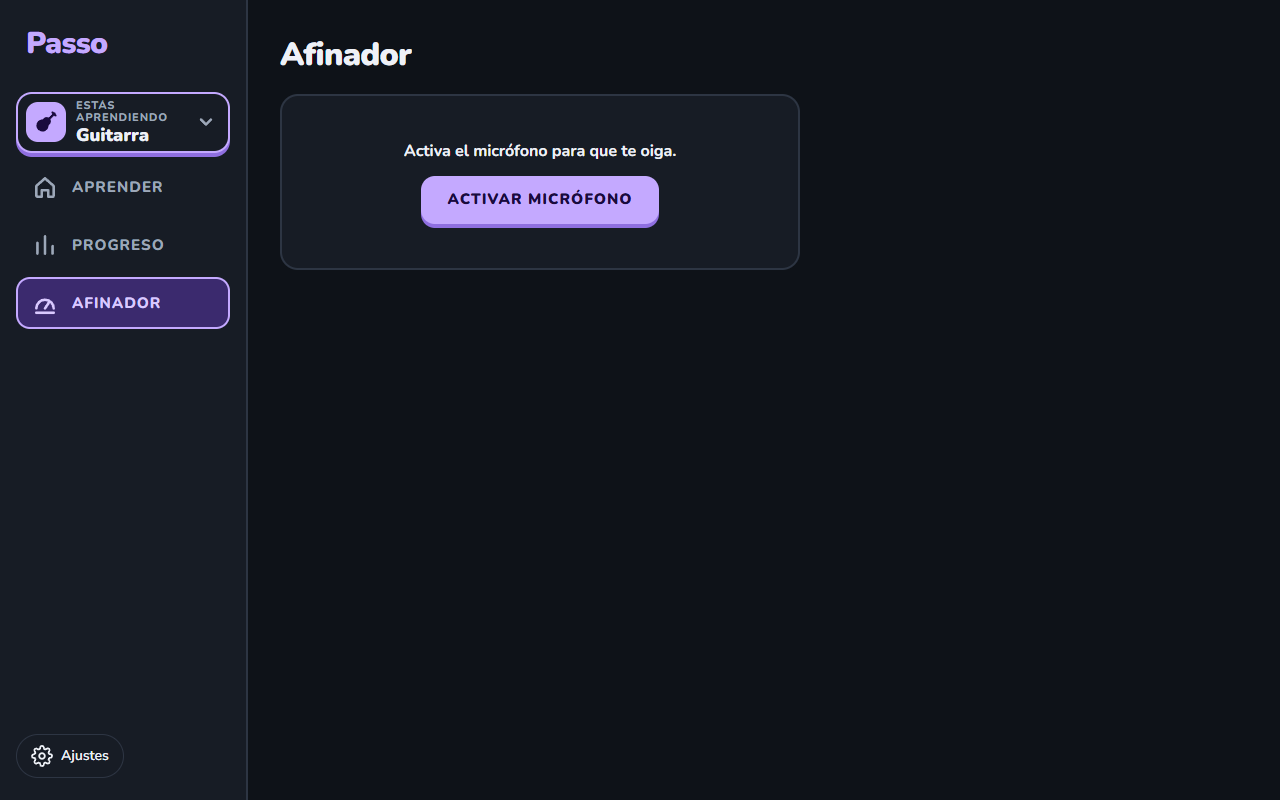 Passo
ESTÁS
APRENDIENDO
Guitarra
APRENDER
PROGRESO
AFINADOR
Ajustes
Afinador
Activa el micrófono para que te oiga.
ACTIVAR MICRÓFONO